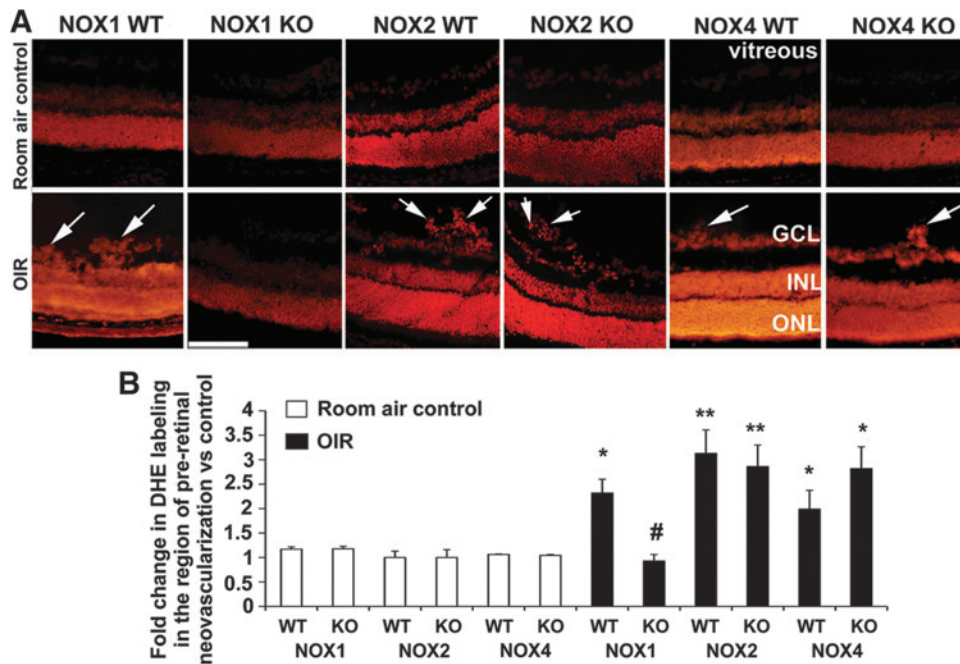 A
NOX1 WT NOX1 KO NOX2 WT NOX2 KO NOX4 WT NOX4 KO
Room air control
vitreous
OIR
GCL
INL
ONL
B
Fold change in DHE labeling
in the region of pre-retinal
neovascularization vs control
4
3.5
3
2.5
2
1.5
1
0.5
0
Room air control
OIR
* # ** ** * *
WT KO WT KO WT KO WT KO WT KO WT KO
NOX1 NOX2 NOX4 NOX1 NOX2 NOX4